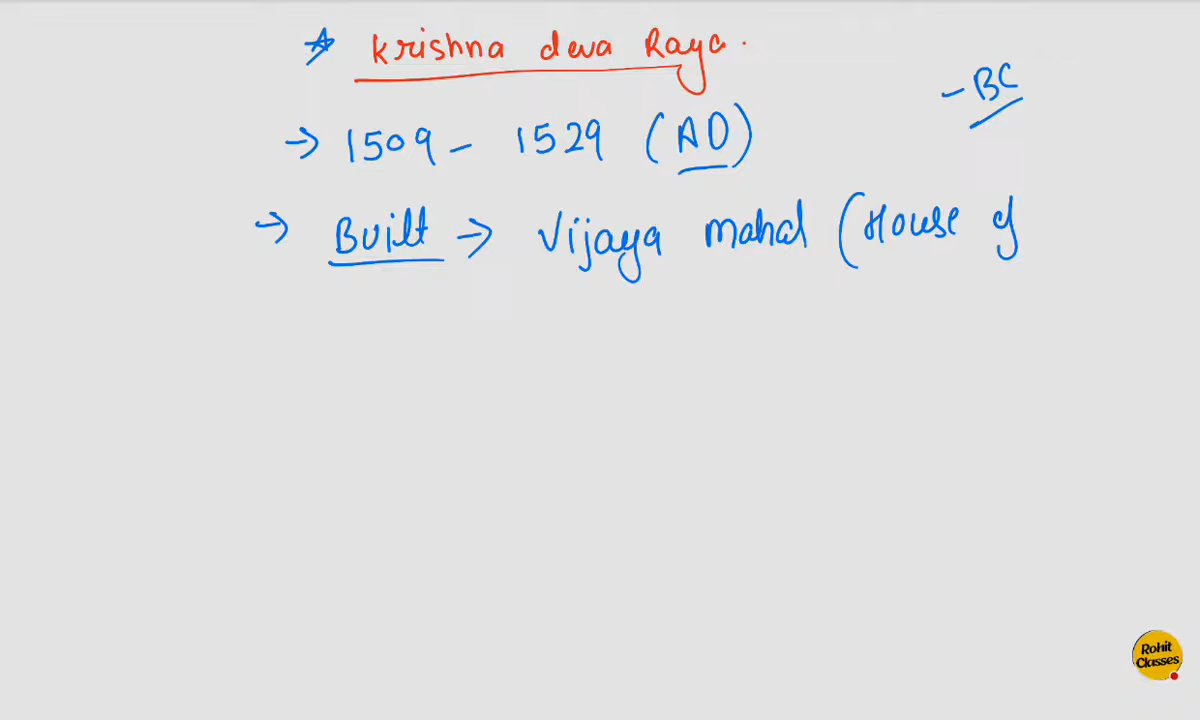 ☆ Krishna deva Raya.
- BC
→ 1509 - 1529 (AD)
→ Built → Vijaya mahal (House of
Rohit
Classes